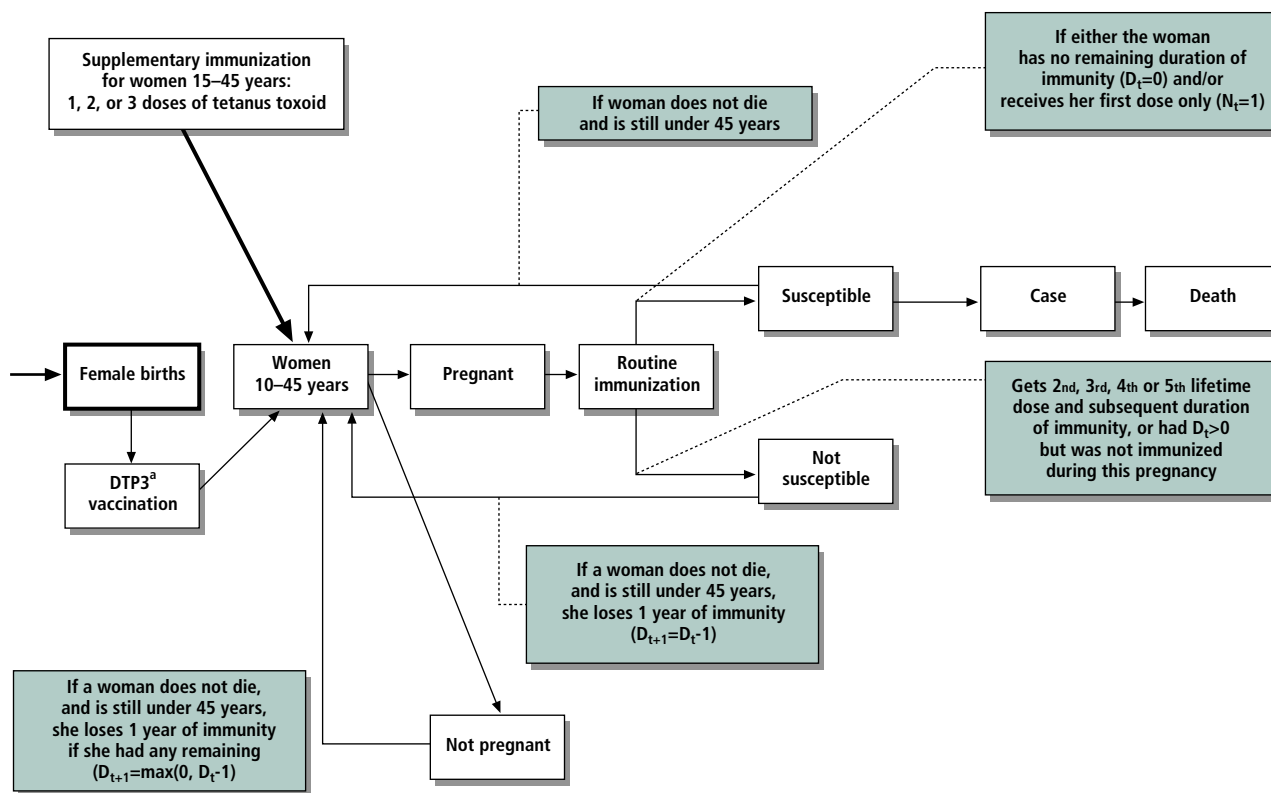 Supplementary immunization
for women 15–45 years:
1, 2, or 3 doses of tetanus toxoid
If woman does not die
and is still under 45 years
If either the woman
has no remaining duration of
immunity (Dt=0) and/or
receives her first dose only (Nt=1)
Susceptible
Case
Death
Female births
Women
10–45 years
Pregnant
Routine
immunization
Gets 2nd, 3rd, 4th or 5th lifetime
dose and subsequent duration
of immunity, or had Dt>0
but was not immunized
during this pregnancy
DTP3a
vaccination
Not
susceptible
If a woman does not die,
and is still under 45 years,
she loses 1 year of immunity
(Dt+1=Dt-1)
If a woman does not die,
and is still under 45 years,
she loses 1 year of immunity
if she had any remaining
(Dt+1=max(0, Dt-1)
Not pregnant